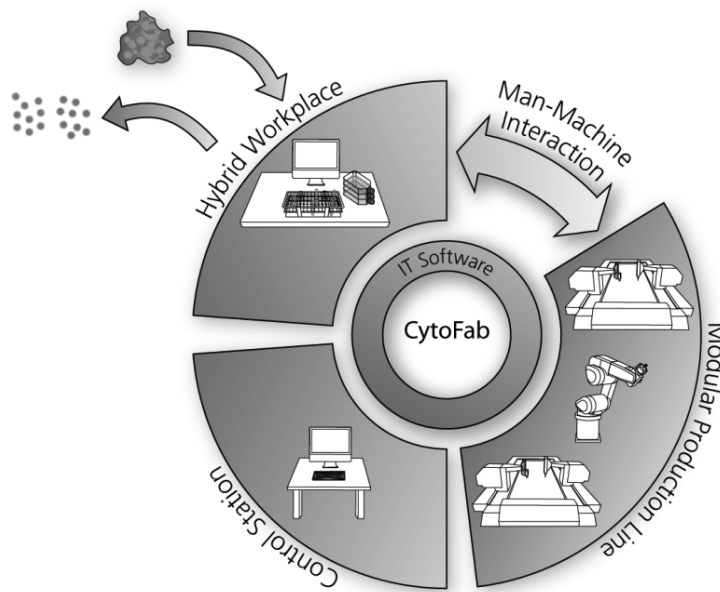 Hybrid Workplace
Man-Machine
Interaction
IT Software
CytoFab
Modular Production Line
Control Station